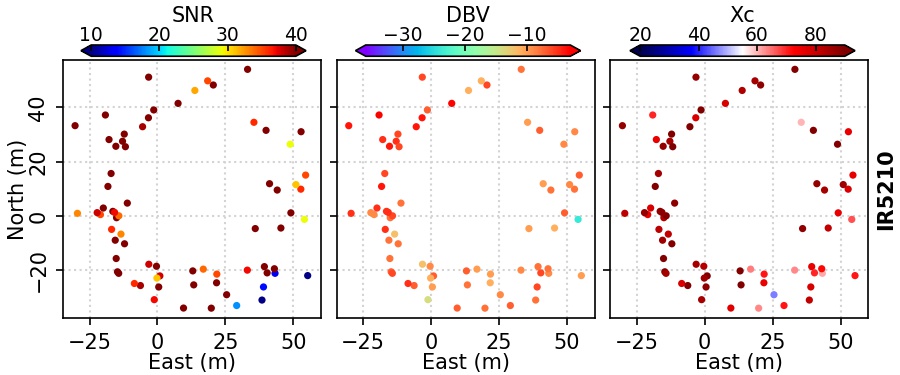 SNR DBV Xc
10 20 30 40 −30 −20 −10 20 40 60 80
40
20
0
−20
North (m)
−25 0 25 50 −25 0 25 50 −25 0 25 50
East (m) East (m) East (m)
IR5210